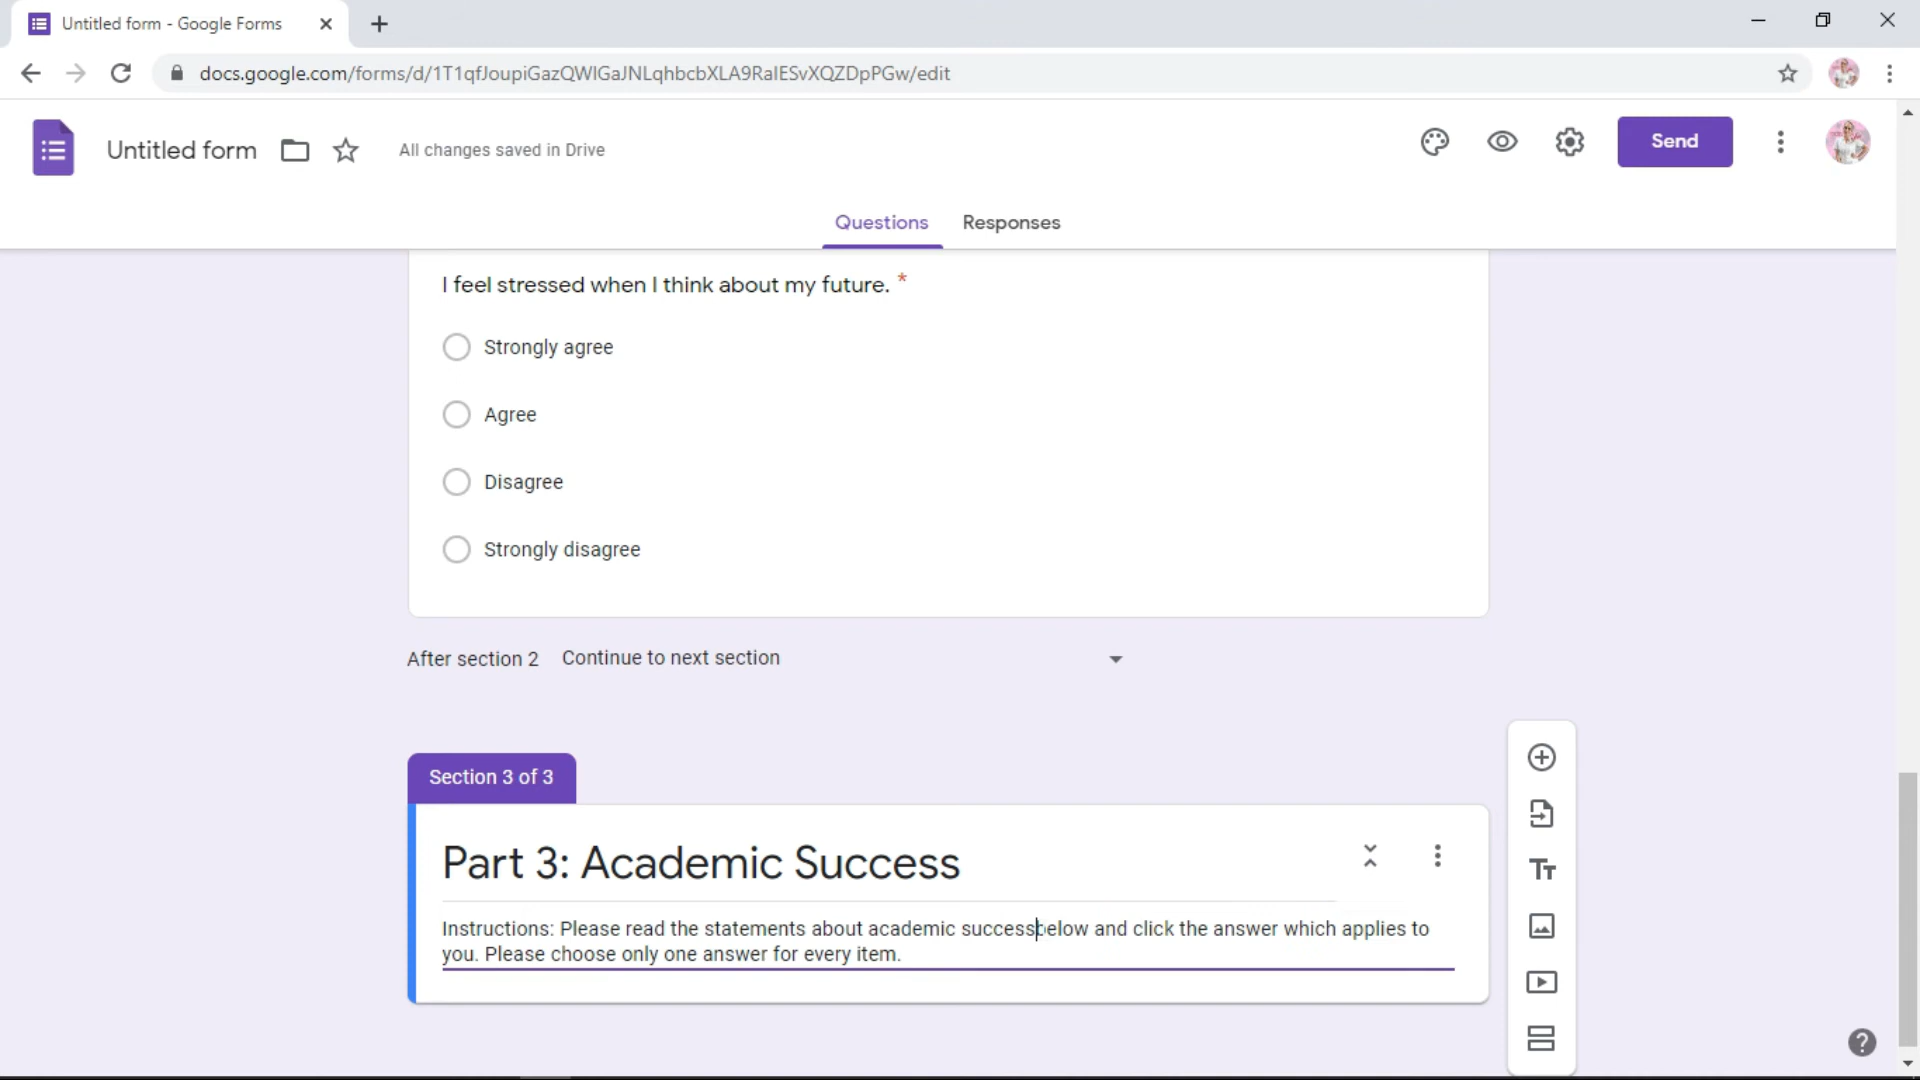 Untitled form - Google Forms
docs.google.com/forms/d/1T1qfJoupiGazQWIGaJNLqhbcbXLA9RaIESvXQZDpPGw/edit
Untitled form
All changes saved in Drive
Send
Questions
Responses
I feel stressed when I think about my future. *
Strongly agree
Agree
Disagree
Strongly disagree
After section 2 Continue to next section
Section 3 of 3
Part 3: Academic Success
Instructions: Please read the statements about academic successbelow and click the answer which applies to
you. Please choose only one answer for every item.